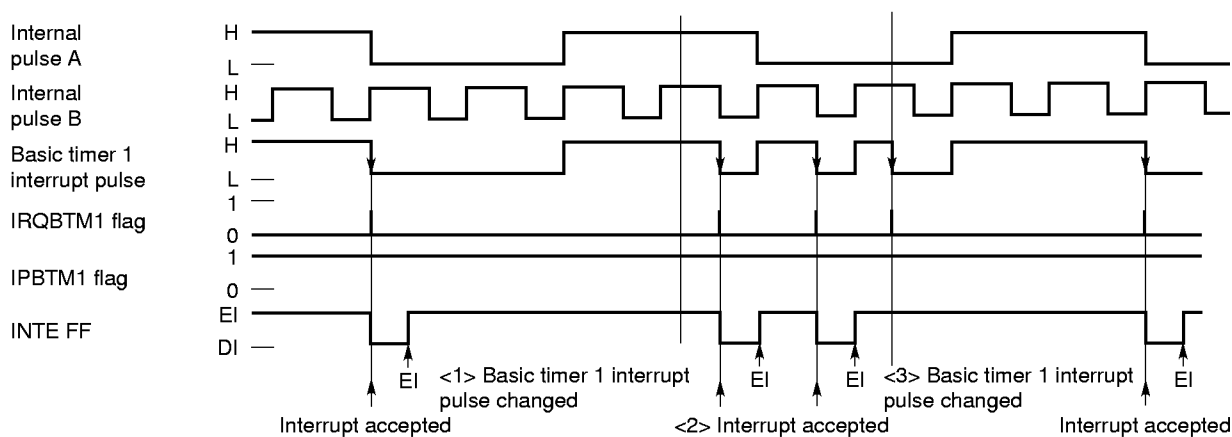 Internal
pulse A
H
L
Internal
pulse B
H
L
Basic timer 1
interrupt pulse
H
L
IRQBTM1 flag
1
0
IPBTM1 flag
1
0
INTE FF
EI
DI
EI
<1> Basic timer 1 interrupt
pulse changed
EI
EI
<3> Basic timer 1 interrupt
pulse changed
EI
Interrupt accepted
<2> Interrupt accepted
Interrupt accepted